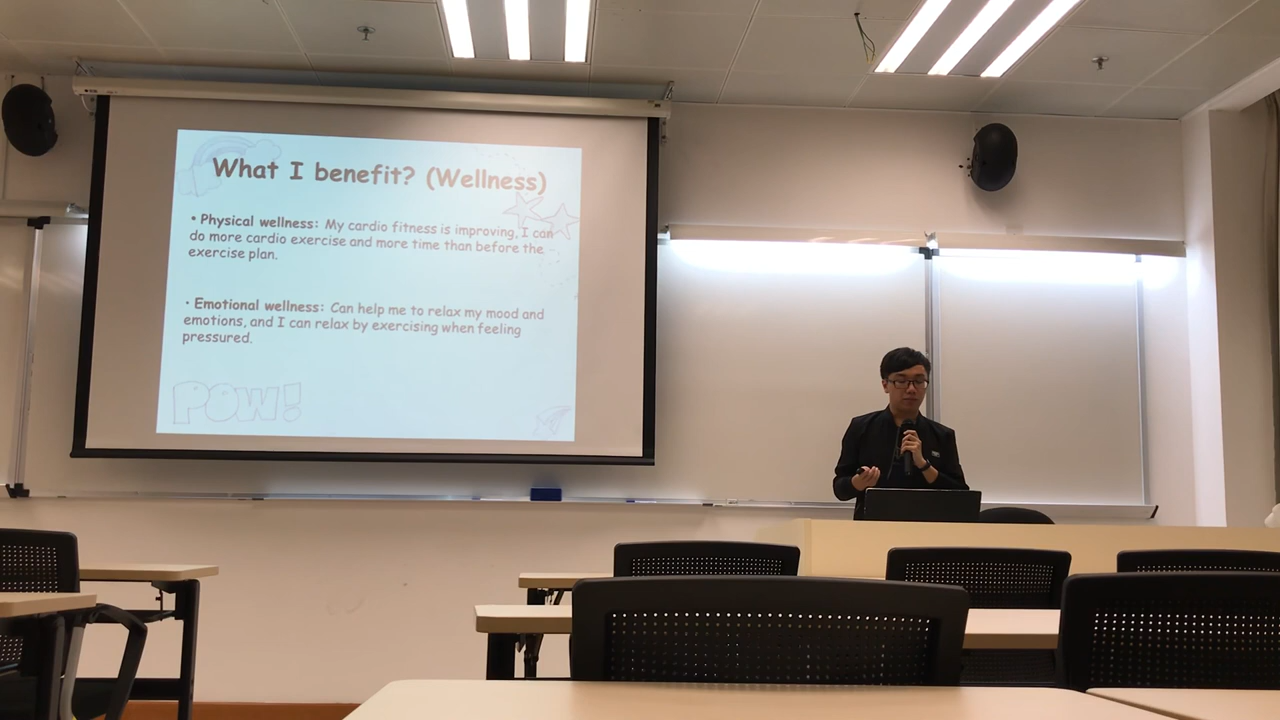 What I benefit? (Wellness)
• Physical wellness: My cardio fitness is improving, I can
do more cardio exercise and more time than before the
exercise plan.
• Emotional wellness: Can help me to relax my mood and
emotions, and I can relax by exercising when feeling
pressured.
POW!